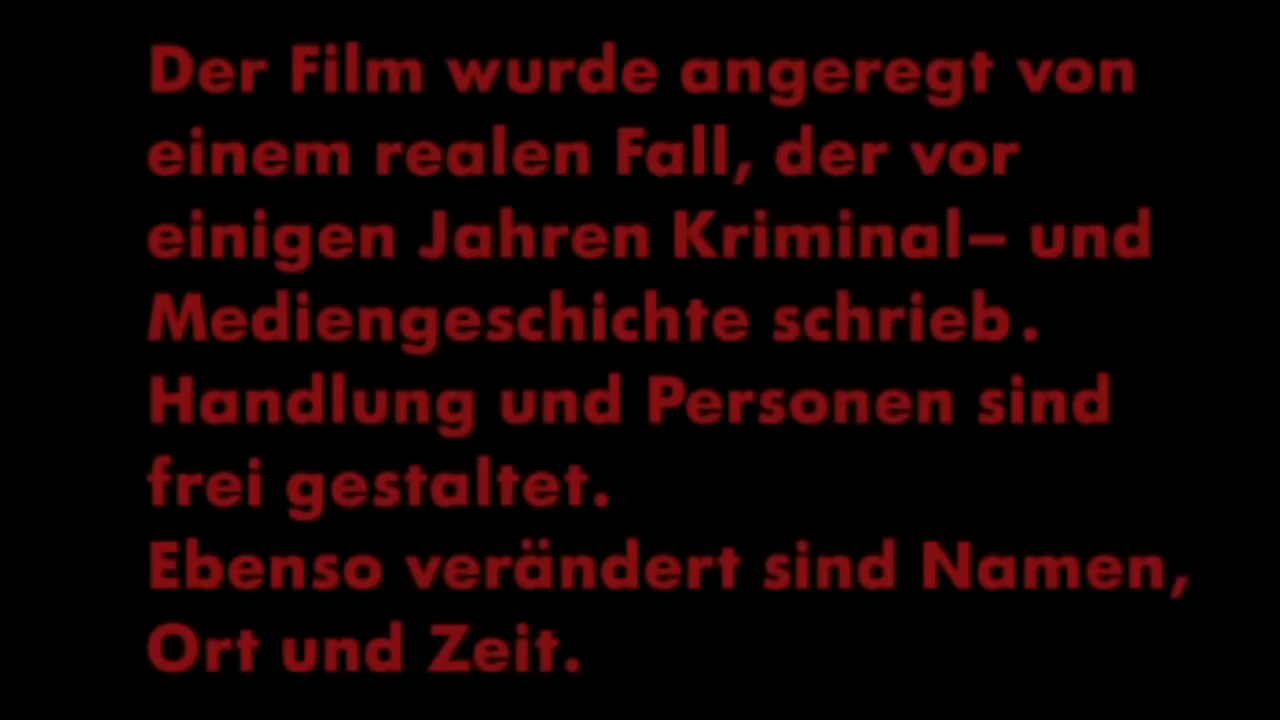 Der Film wurde angeregt von
einem realen Fall, der vor
einigen Jahren Kriminal– und
Mediengeschichte schrieb.
Handlung und Personen sind
frei gestaltet.
Ebenso verändert sind Namen,
Ort und Zeit.